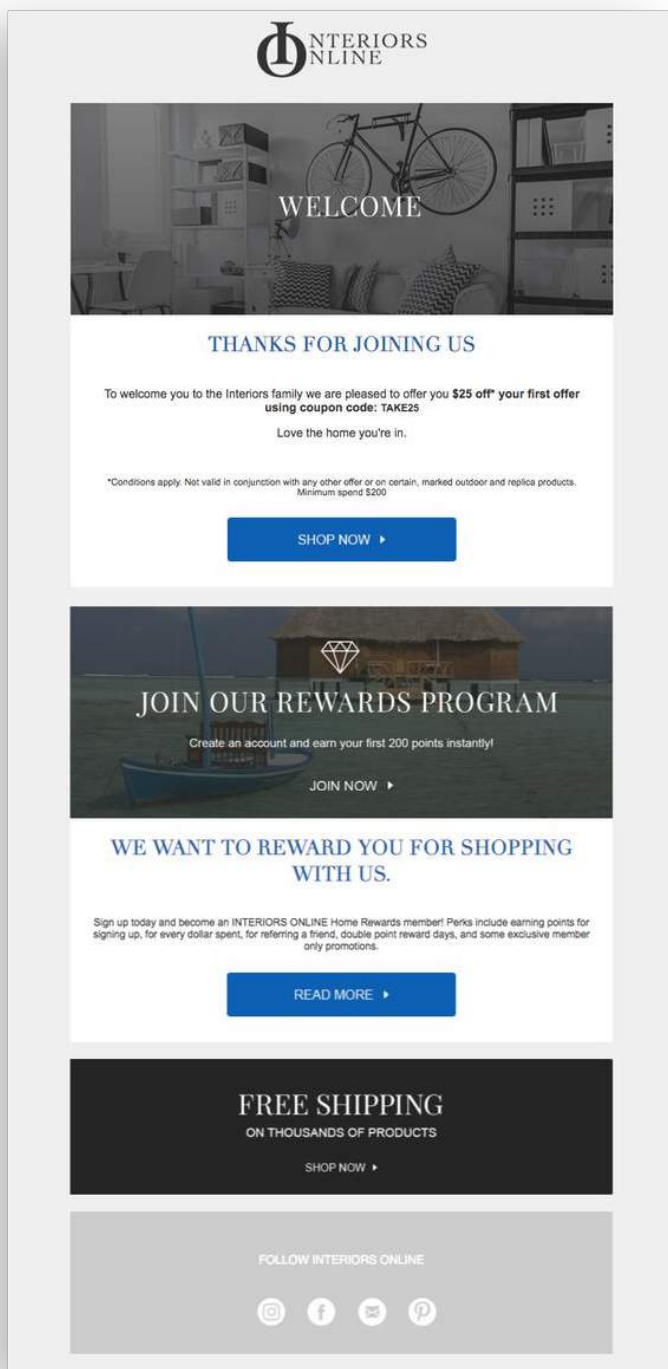 INTERIORS
ONLINE
WELCOME
THANKS FOR JOINING US
To welcome you to the Interiors family we are pleased to offer you $25 off* your first offer
using coupon code: TAKE25
Love the home you're in.
*Conditions apply. Not valid in conjunction with any other offer or on certain, marked outdoor and replica products.
Minimum spend $200
SHOP NOW
JOIN OUR REWARDS PROGRAM
Create an account and earn your first 200 points instantly!
JOIN NOW
WE WANT TO REWARD YOU FOR SHOPPING
WITH US.
Sign up today and become an INTERIORS ONLINE Home Rewards member! Perks include earning points for
signing up, for every dollar spent, for referring a friend, double point reward days, and some exclusive member
only promotions.
READ MORE
FREE SHIPPING
ON THOUSANDS OF PRODUCTS
SHOP NOW
FOLLOW INTERIORS ONLINE